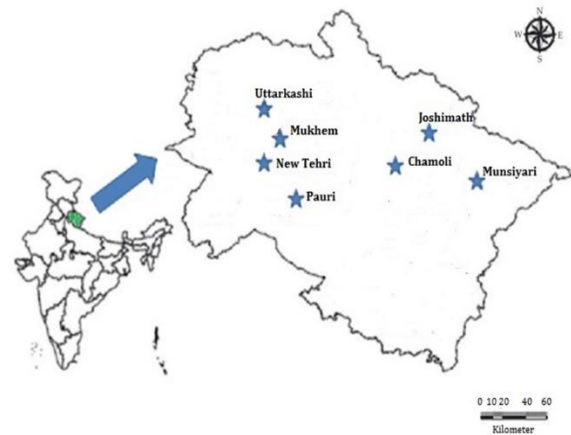 N
W E
S
Uttarkashi
Joshimath
Mukhem
New Tehri
Chamoli
Munsiyari
Pauri
0 10 20 40 60
Kilometer